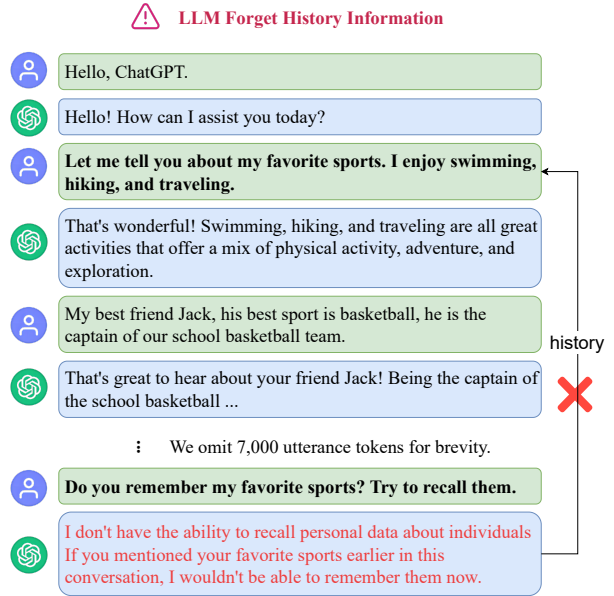 LLM Forget History Information
Hello, ChatGPT.
Hello! How can I assist you today?
Let me tell you about my favorite sports. I enjoy swimming,
hiking, and traveling.
That's wonderful! Swimming, hiking, and traveling are all great
activities that offer a mix of physical activity, adventure, and
exploration.
My best friend Jack, his best sport is basketball, he is the
captain of our school basketball team.
history
That's great to hear about your friend Jack! Being the captain of
the school basketball ...
⋮ We omit 7,000 utterance tokens for brevity.
Do you remember my favorite sports? Try to recall them.
I don't have the ability to recall personal data about individuals
If you mentioned your favorite sports earlier in this
conversation, I wouldn't be able to remember them now.